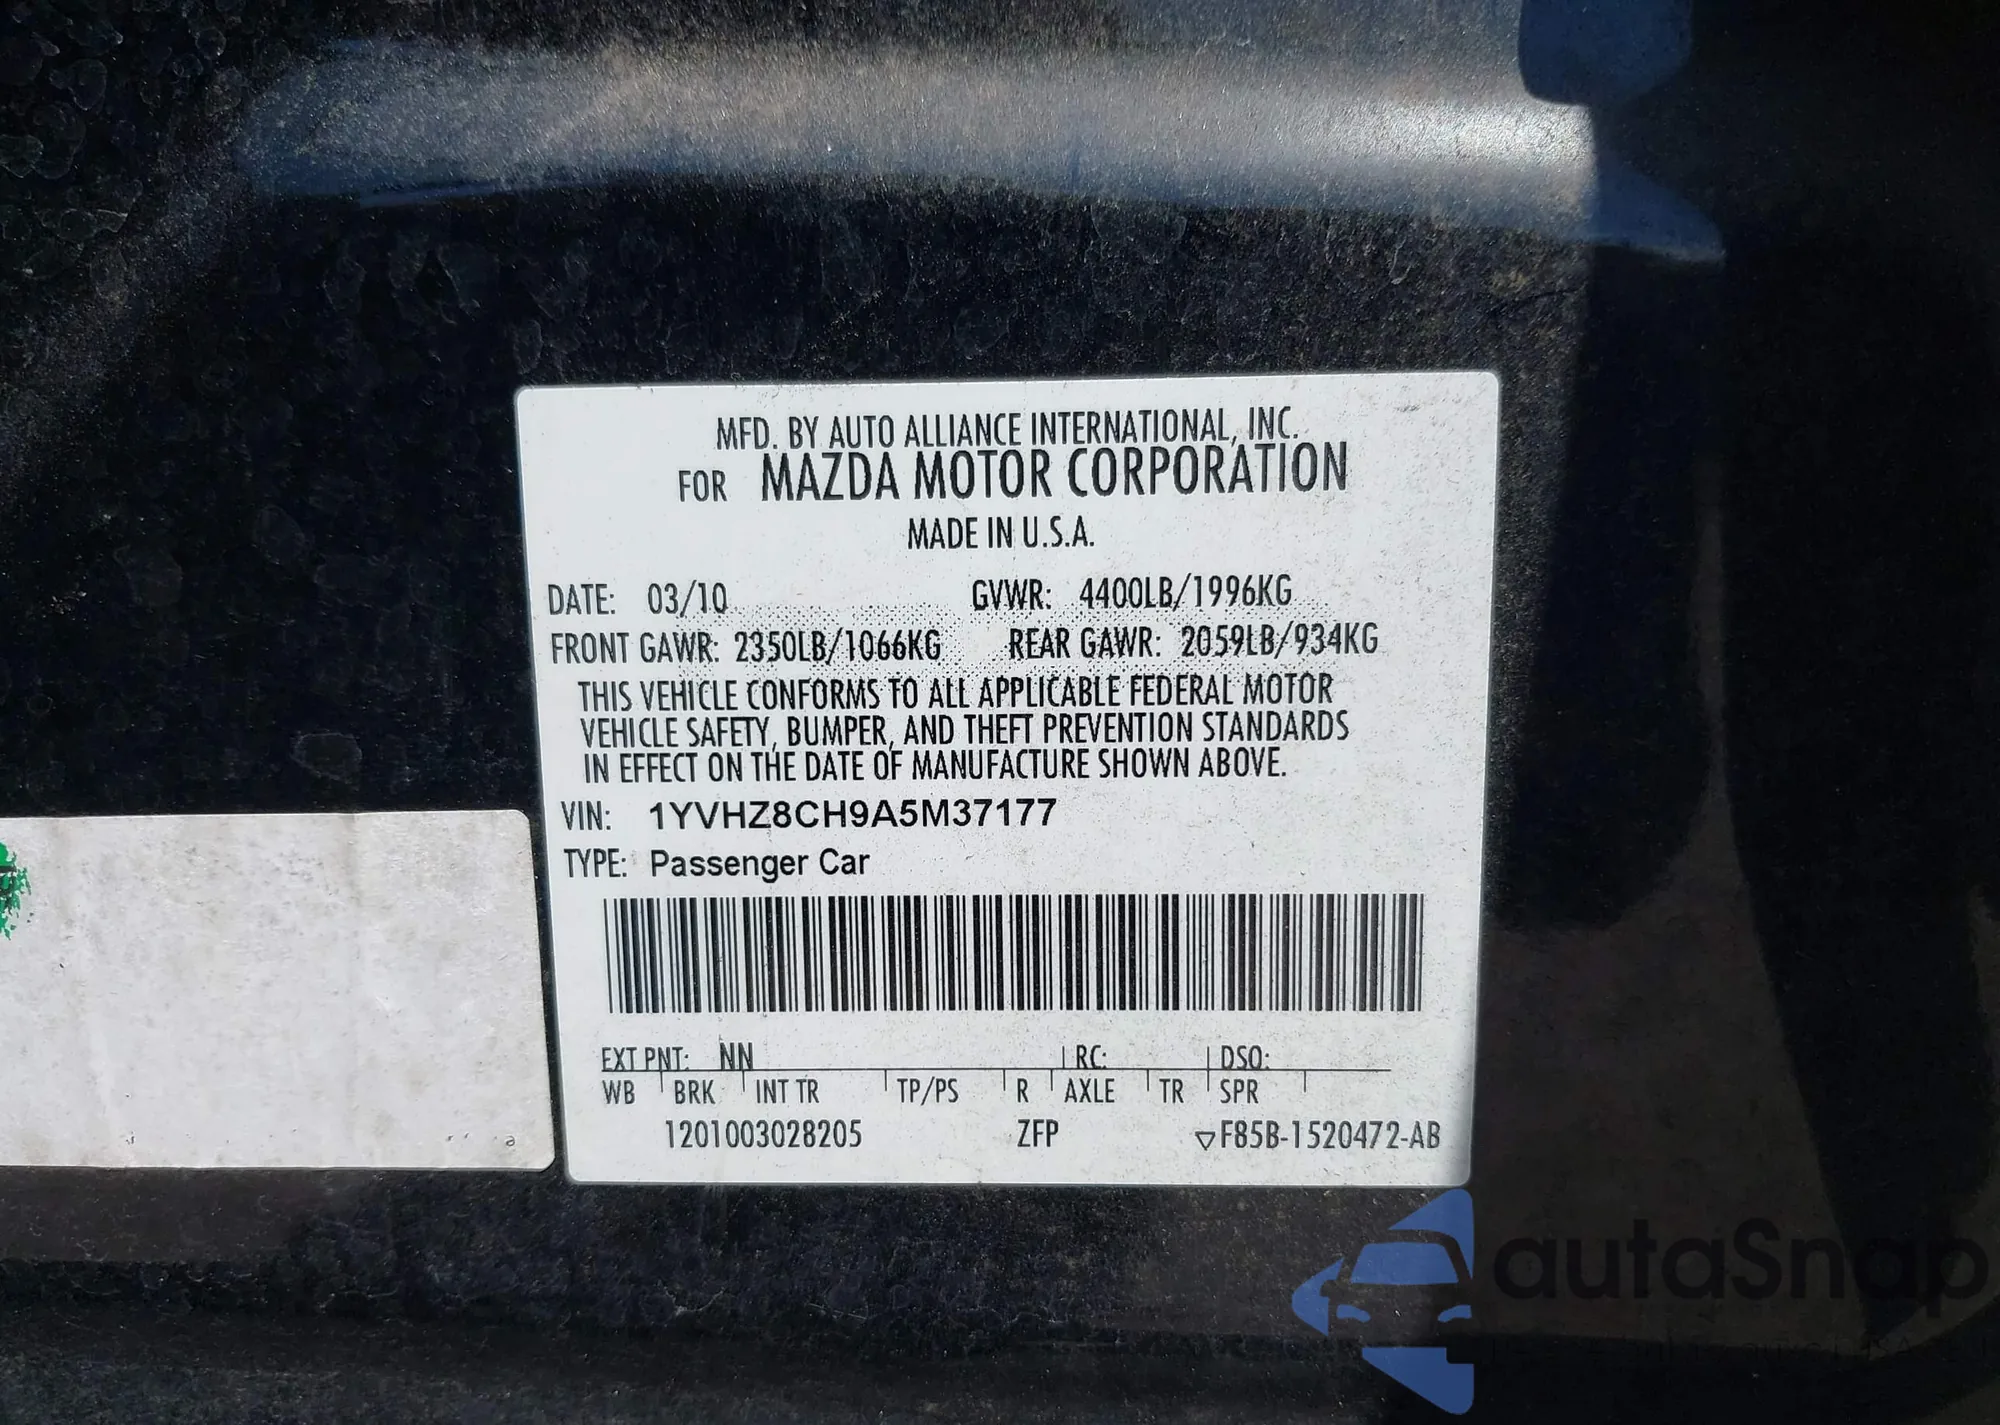 MFD. BY AUTO ALLIANCE INTERNATIONAL, INC.
FOR MAZDA MOTOR CORPORATION
MADE IN U.S.A.
DATE: 03/10 GVWR: 4400LB/1996KG
FRONT GAWR: 2350LB/1066KG REAR GAWR: 2059LB/934KG
THIS VEHICLE CONFORMS TO ALL APPLICABLE FEDERAL MOTOR
VEHICLE SAFETY, BUMPER, AND THEFT PREVENTION STANDARDS
IN EFFECT ON THE DATE OF MANUFACTURE SHOWN ABOVE.
VIN: 1YVHZ8CH9A5M37177
TYPE: Passenger Car
EXT PNT: NN RC: DSO:
WB BRK INT TR TP/PS R AXLE TR SPR
1201003028205 ZFP ▽F85B-1520472-AB
autaSnap